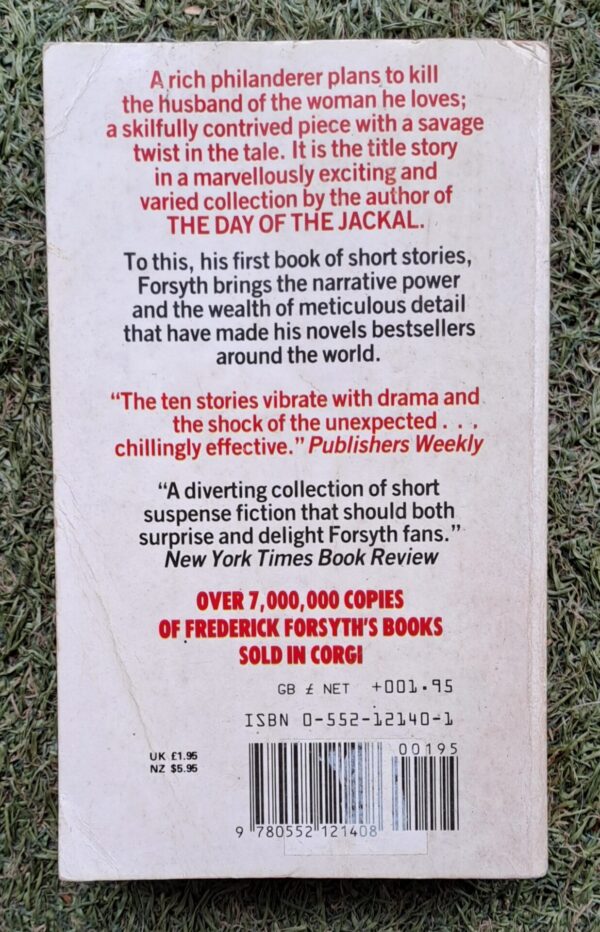 A rich philanderer plans to kill
the husband of the woman he loves;
a skilfully contrived piece with a savage
twist in the tale. It is the title story
in a marvellously exciting and
varied collection by the author of
THE DAY OF THE JACKAL.
To this, his first book of short stories,
Forsyth brings the narrative power
and the wealth of meticulous detail
that have made his novels bestsellers
around the world.
“The ten stories vibrate with drama and
the shock of the unexpected . . .
chillingly effective.” Publishers Weekly
“A diverting collection of short
suspense fiction that should both
surprise and delight Forsyth fans.”
New York Times Book Review
OVER 7,000,000 COPIES
OF FREDERICK FORSYTH'S BOOKS
SOLD IN CORGI
GB £ NET +001.95
ISBN 0-552-12140-1
00195
UK £1.95
NZ $5.95
9 780552 121408